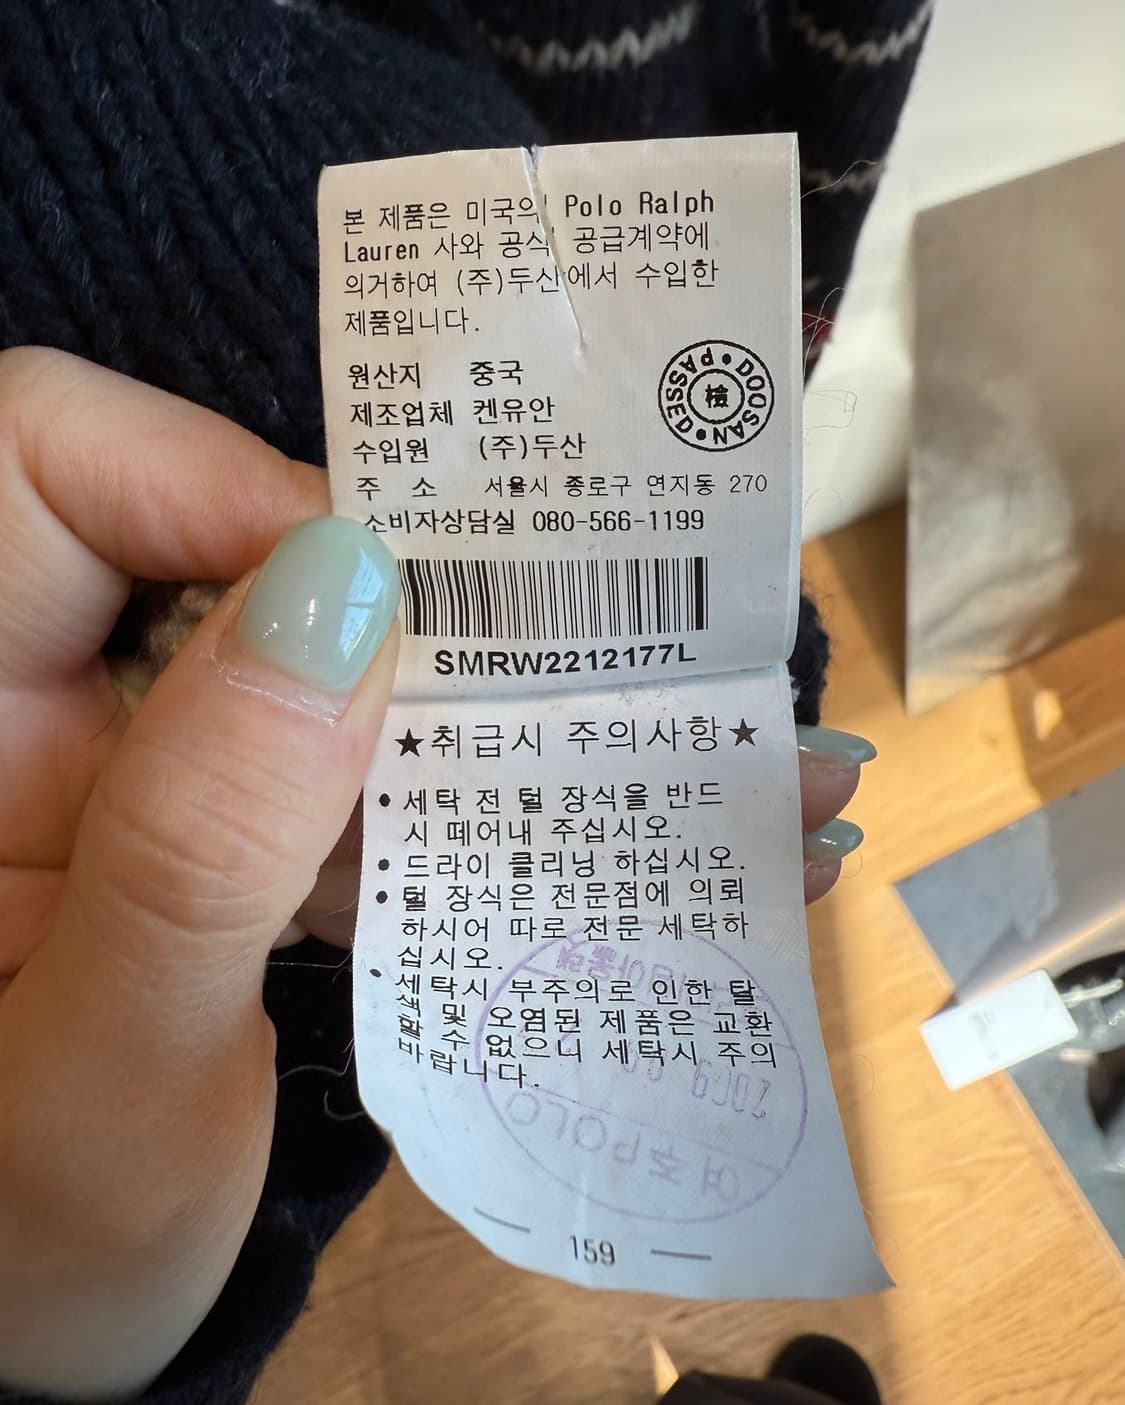 본 제품은 미국의 Polo Ralph
Lauren 사와 공식 공급계약에
의거하여 (주)두산에서 수입한
제품입니다.
원산지 중국
제조업체 켄유안
수입원 (주)두산
DOOSAN PASSED
檢
주 소 서울시 종로구 연지동 270
소비자상담실 080-566-1199
SMRW2212177L
★취급시 주의사항★
• 세탁 전 털 장식을 반드
시 떼어내 주십시오.
• 드라이 클리닝 하십시오.
• 털 장식은 전문점에 의뢰
하시어 따로 전문 세탁하
십시오.
• 세탁시 부주의로 인한 탈
색 및 오염된 제품은 교환
할 수 없으니 세탁시 주의
바랍니다.
여주POLO
— 159 —